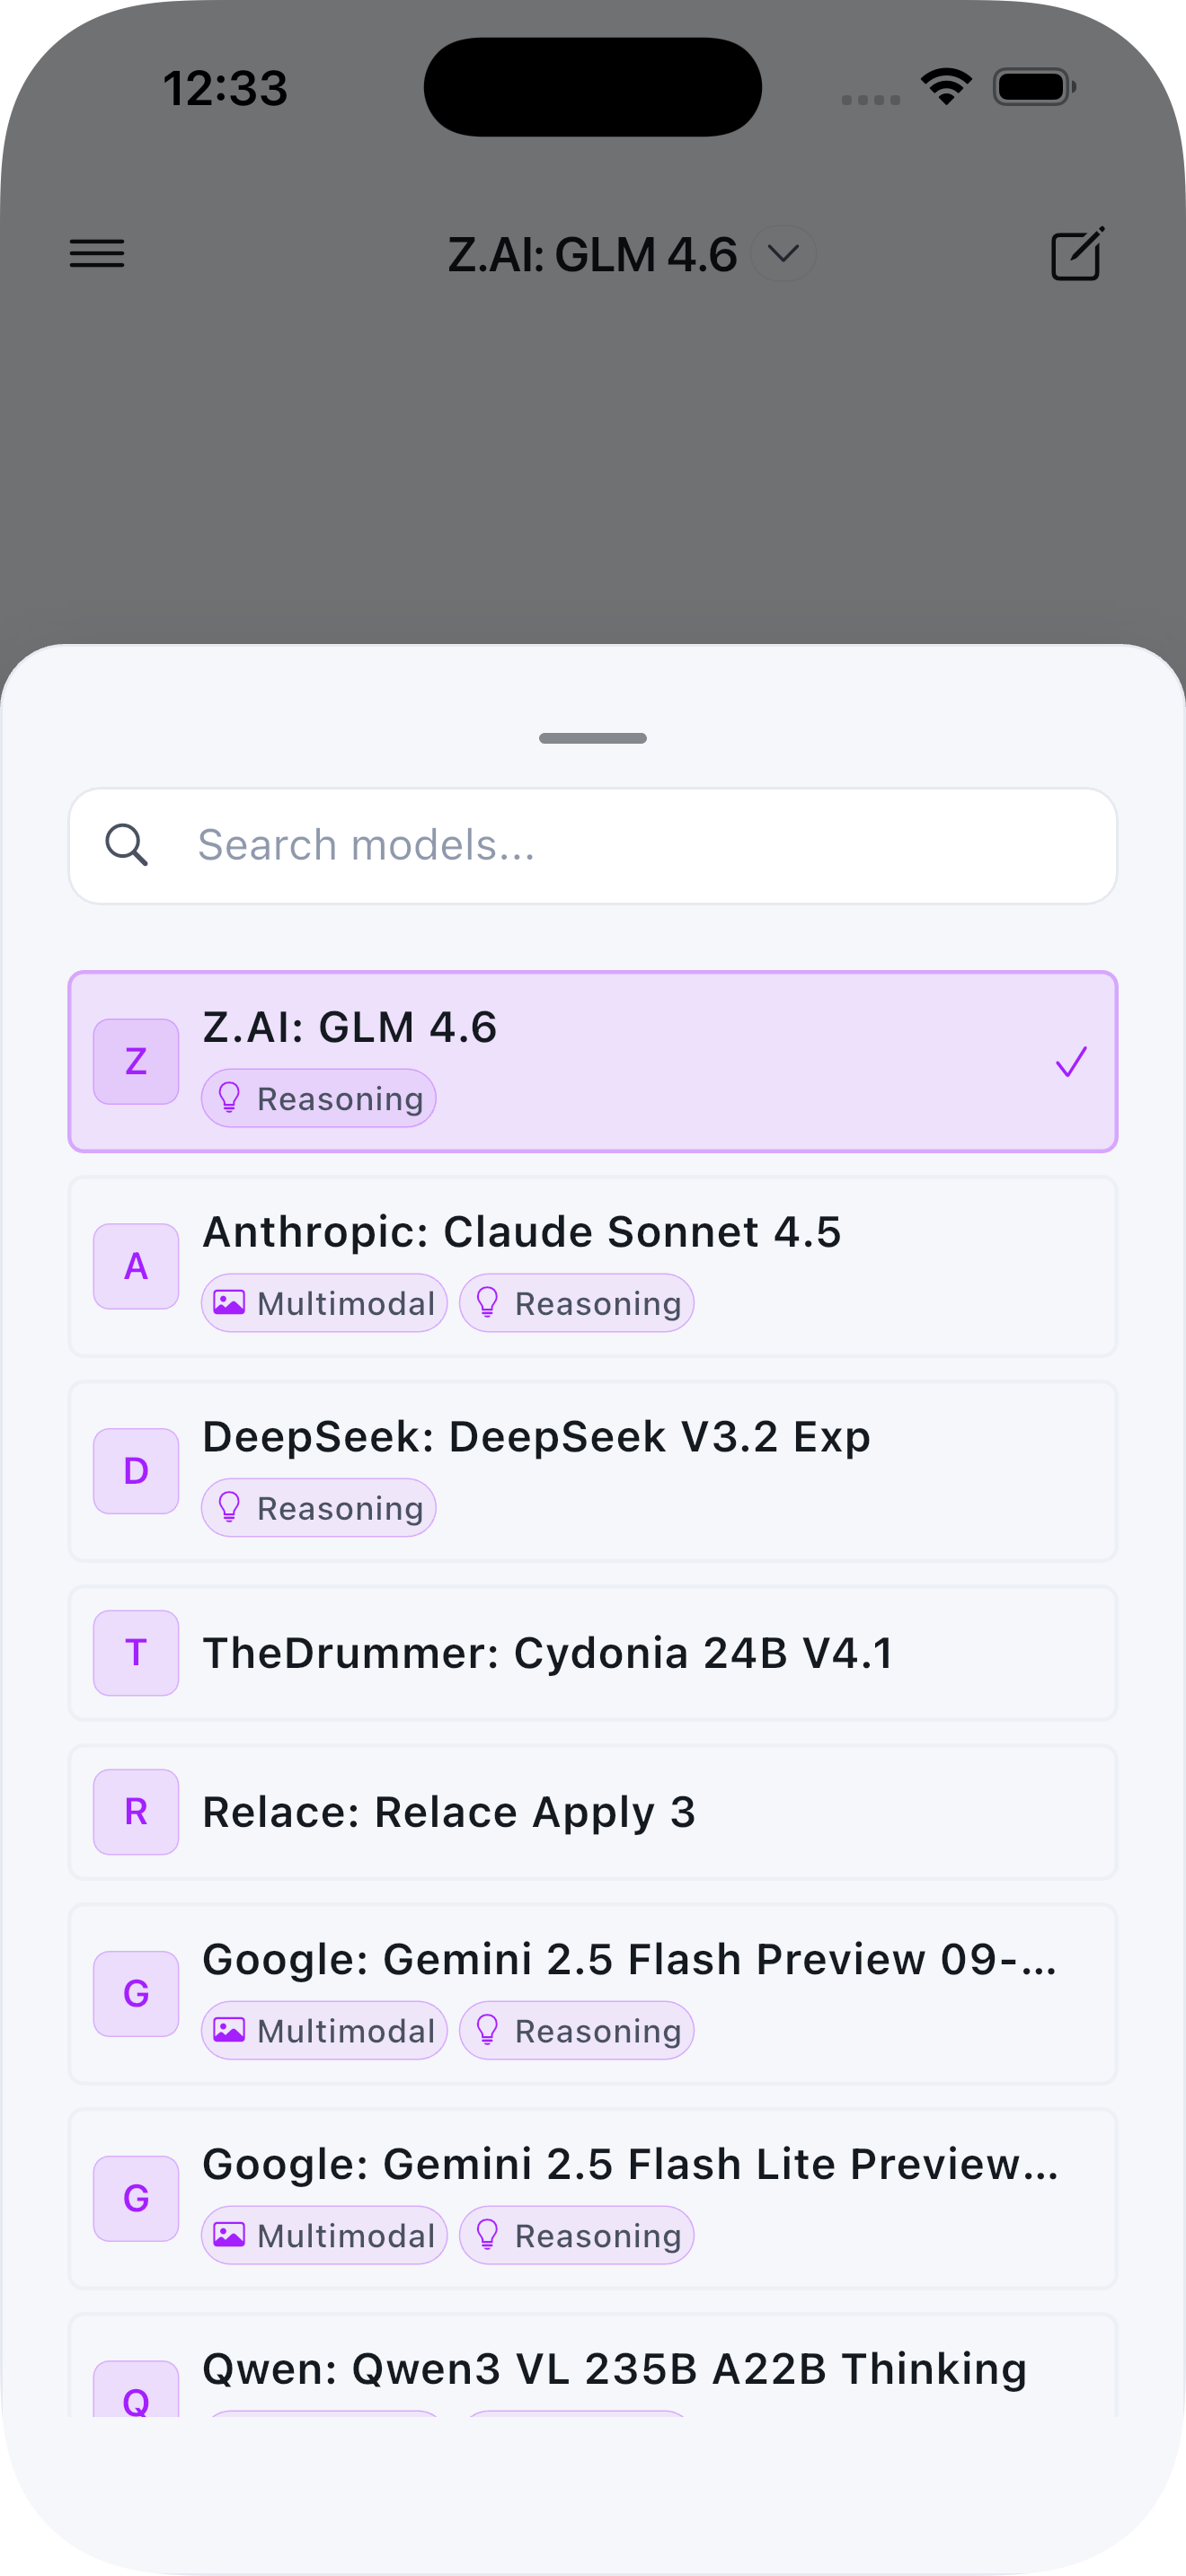 12:33
Z.AI: GLM 4.6
Search models...
Z
Z.AI: GLM 4.6
Reasoning
A
Anthropic: Claude Sonnet 4.5
Multimodal Reasoning
D
DeepSeek: DeepSeek V3.2 Exp
Reasoning
T
TheDrummer: Cydonia 24B V4.1
R
Relace: Relace Apply 3
G
Google: Gemini 2.5 Flash Preview 09-...
Multimodal Reasoning
G
Google: Gemini 2.5 Flash Lite Preview...
Multimodal Reasoning
Q
Qwen: Qwen3 VL 235B A22B Thinking